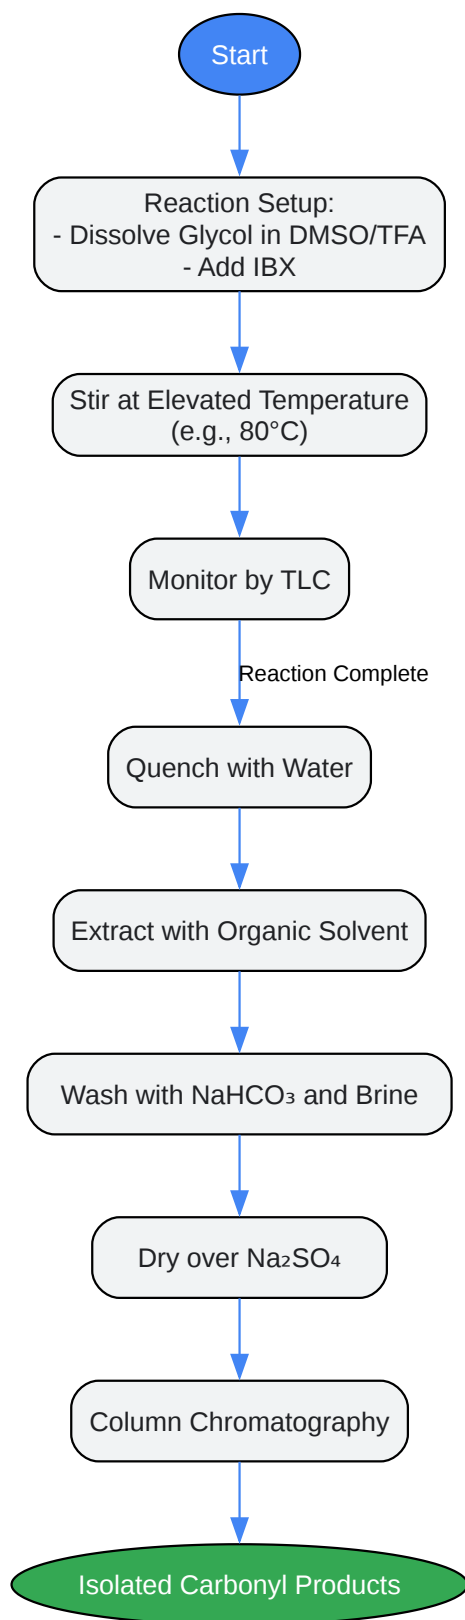 Start
Reaction Setup:
- Dissolve Glycol in DMSO/TFA
- Add IBX
Stir at Elevated Temperature
(e.g., 80°C)
Monitor by TLC
Reaction Complete
Quench with Water
Extract with Organic Solvent
Wash with NaHCO₃ and Brine
Dry over Na₂SO₄
Column Chromatography
Isolated Carbonyl Products